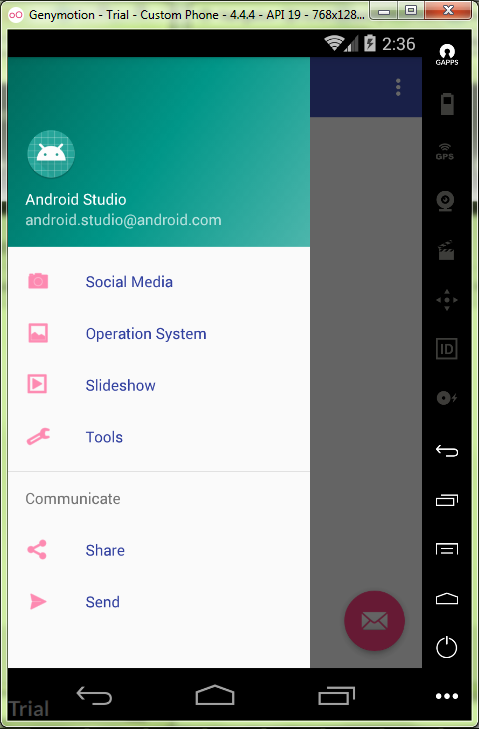 Genymotion - Trial - Custom Phone - 4.4.4 - API 19 - 768x128...
2:36
GAPPS
Android Studio
android.studio@android.com
GPS
Social Media
Operation System
ID
Slideshow
Tools
Communicate
Share
Send
Trial